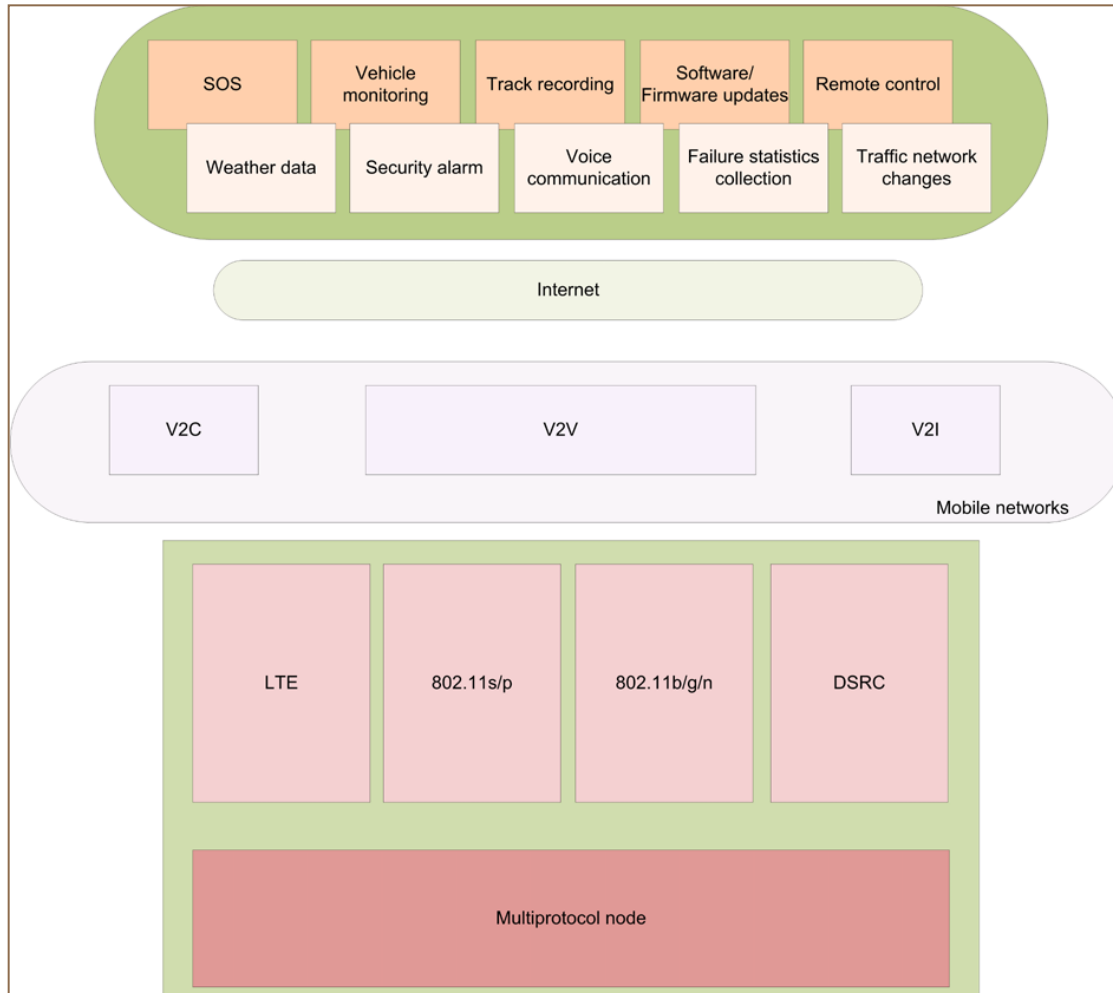 SOS
Vehicle
monitoring
Track recording
Software/
Firmware updates
Remote control
Weather data
Security alarm
Voice
communication
Failure statistics
collection
Traffic network
changes
Internet
V2C
V2V
V2I
Mobile networks
LTE
802.11s/p
802.11b/g/n
DSRC
Multiprotocol node